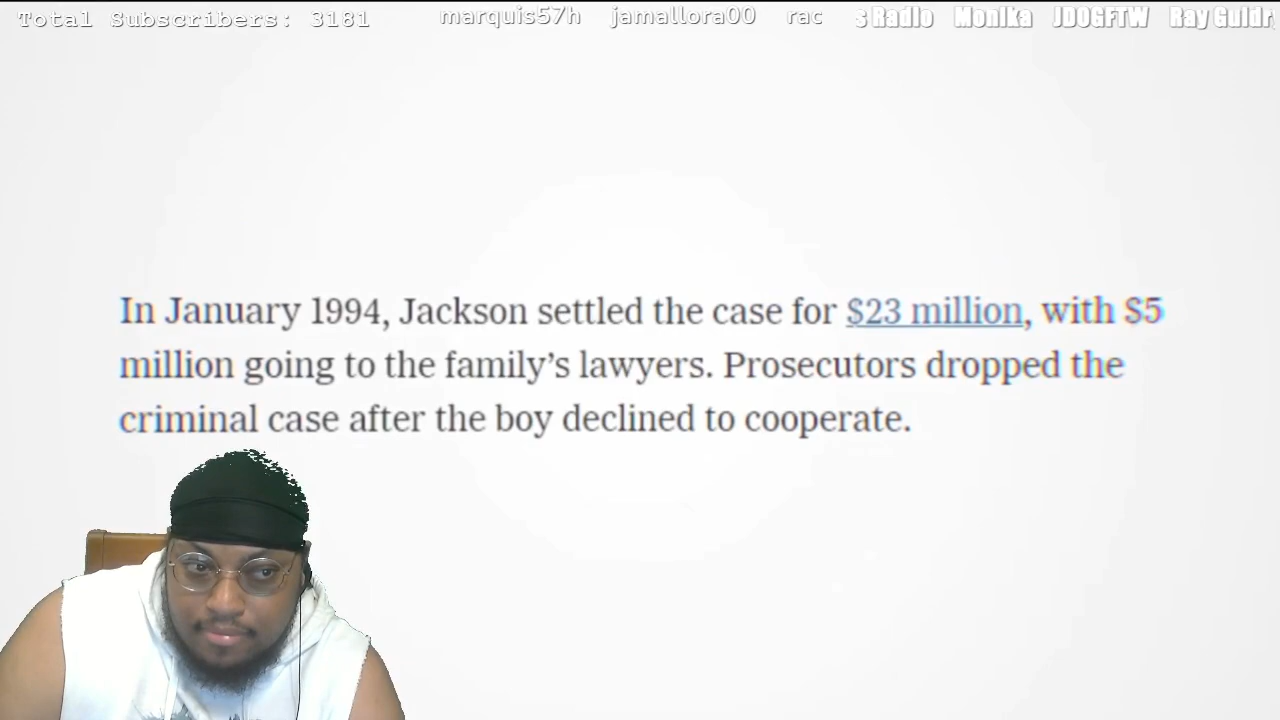 Total Subscribers: 3181 marquis57h jamallora00 rac s Radio Monika JDOGFTW Ray Guidr
In January 1994, Jackson settled the case for $23 million, with $5
million going to the family’s lawyers. Prosecutors dropped the
criminal case after the boy declined to cooperate.